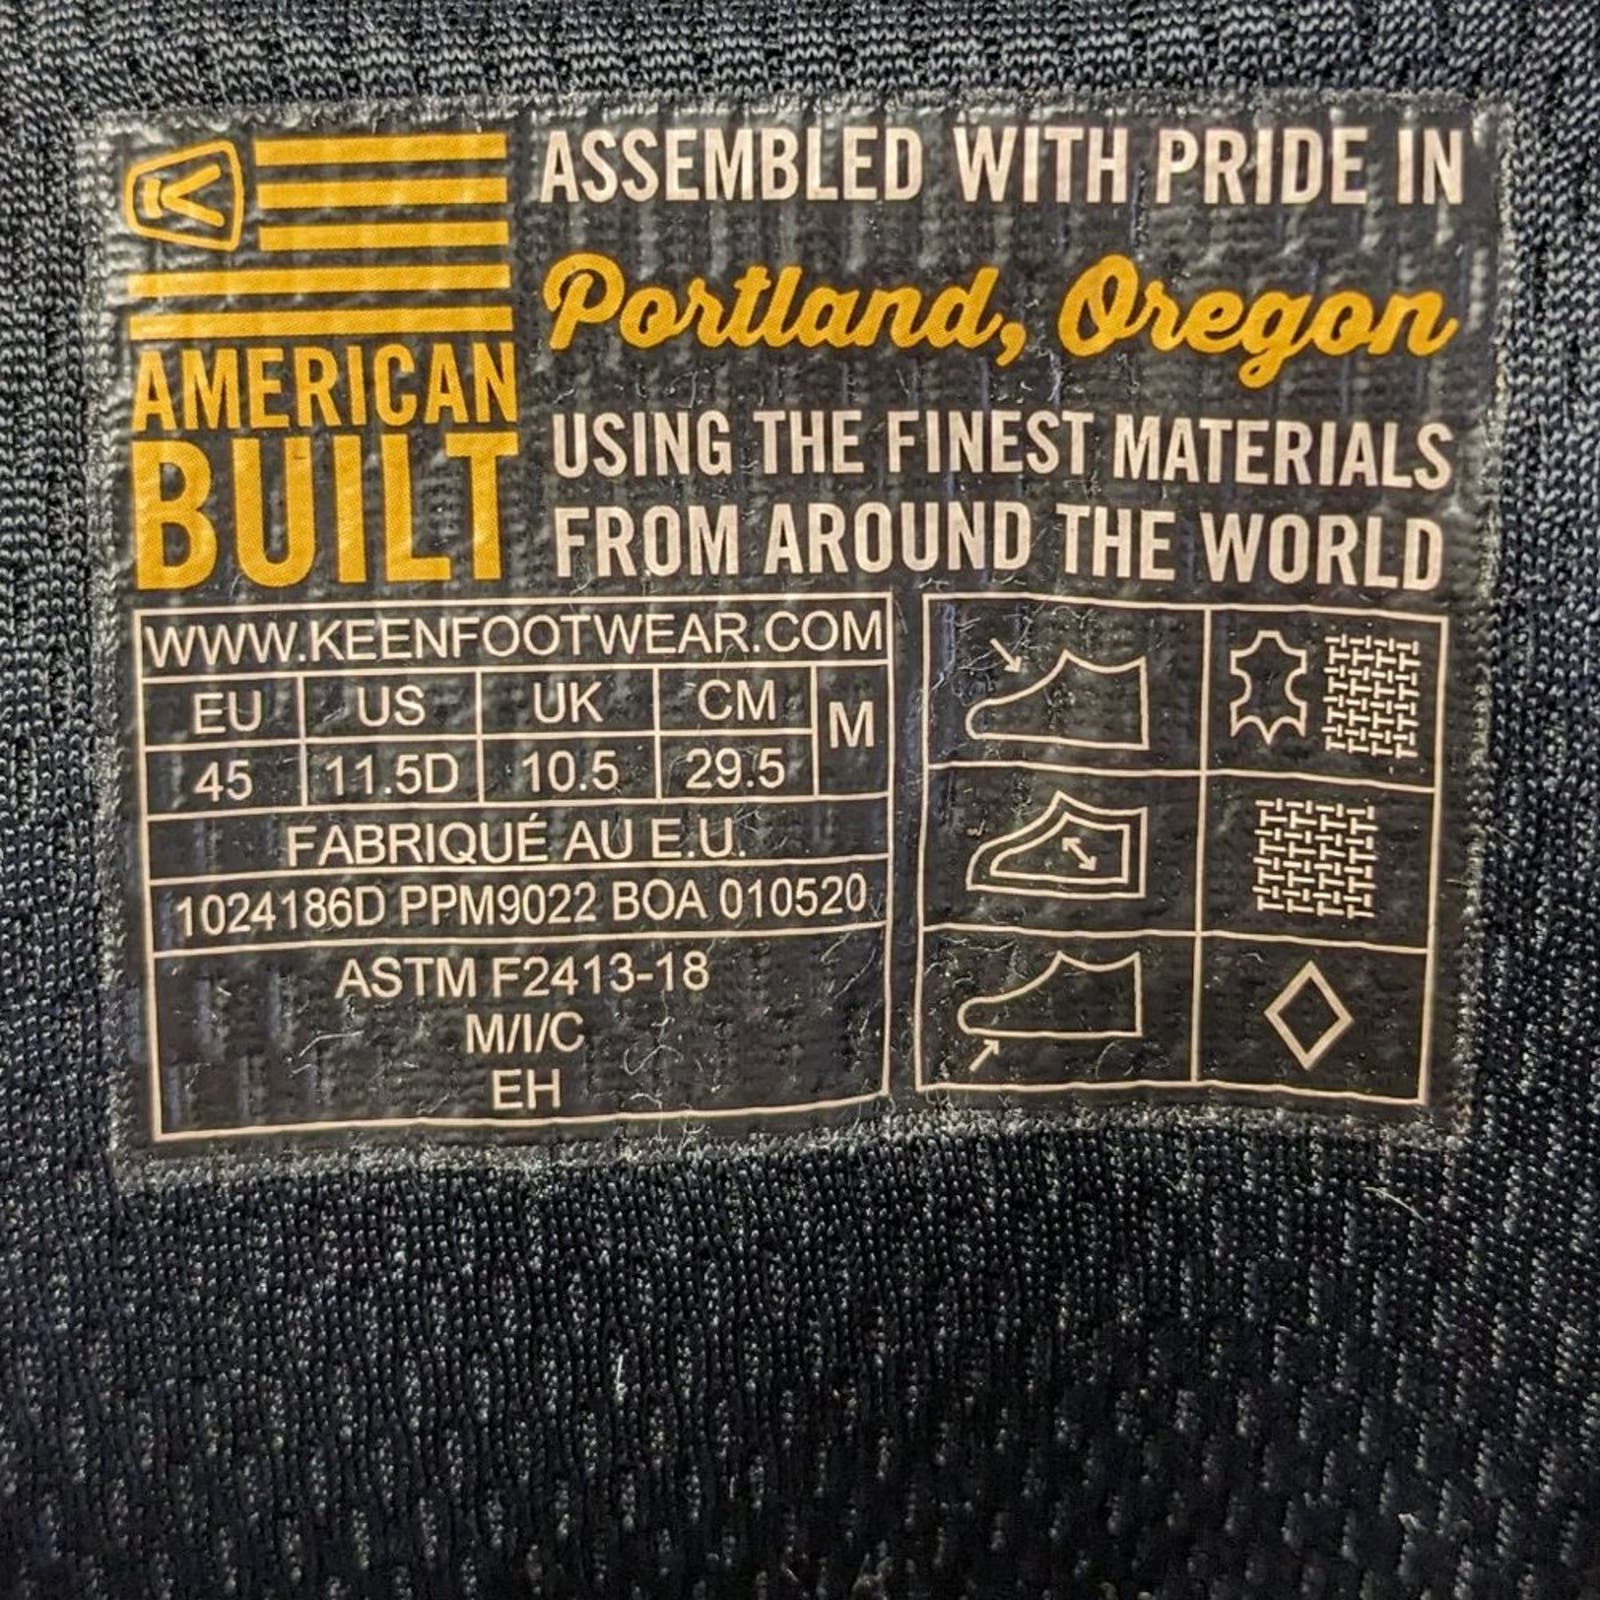 ASSEMBLED WITH PRIDE IN
Portland, Oregon
USING THE FINEST MATERIALS
FROM AROUND THE WORLD
AMERICAN
BUILT
WWW.KEENFOOTWEAR.COM
EU US UK CM M
45 11.5D 10.5 29.5
FABRIQUÉ AU E.U.
1024186D PPM9022 BOA 010520
ASTM F2413-18
M/I/C
EH